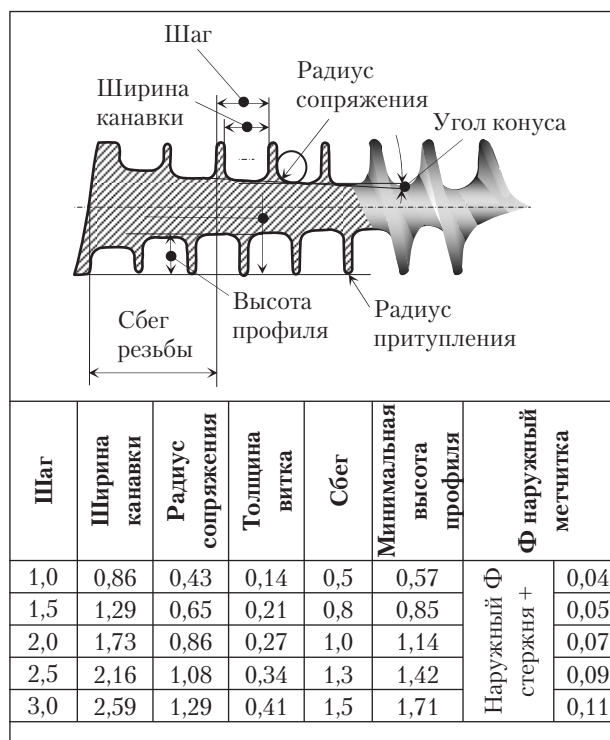 Шаг
Ширина
канавки
Радиус
сопряжения
Угол конуса
Высота
профиля
Сбег
резьбы
Радиус
притупления
Шаг
Ширина
канавки
Радиус
сопряжения
Толщина
витка
Сбег
Минимальная
высота
профиля
Ф наружный
метчитка
1,0 0,86 0,43 0,14 0,5 0,57 0,04
1,5 1,29 0,65 0,21 0,8 0,85 0,05
2,0 1,73 0,86 0,27 1,0 1,14 0,07
2,5 2,16 1,08 0,34 1,3 1,42 0,09
3,0 2,59 1,29 0,41 1,5 1,71 0,11
Наружный Ф
стержня +